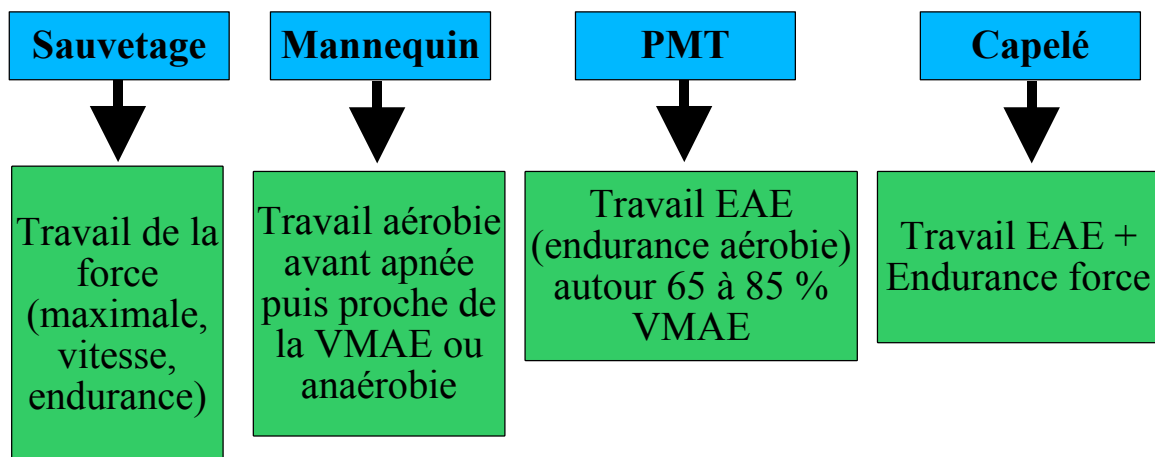 Sauvetage
Travail de la
force
(maximale,
vitesse,
endurance)
Mannequin
Travail aérobie
avant apnée
puis proche de
la VMAE ou
anaérobie
PMT
Travail EAE
(endurance aérobie)
autour 65 à 85 %
VMAE
Capelé
Travail EAE +
Endurance force